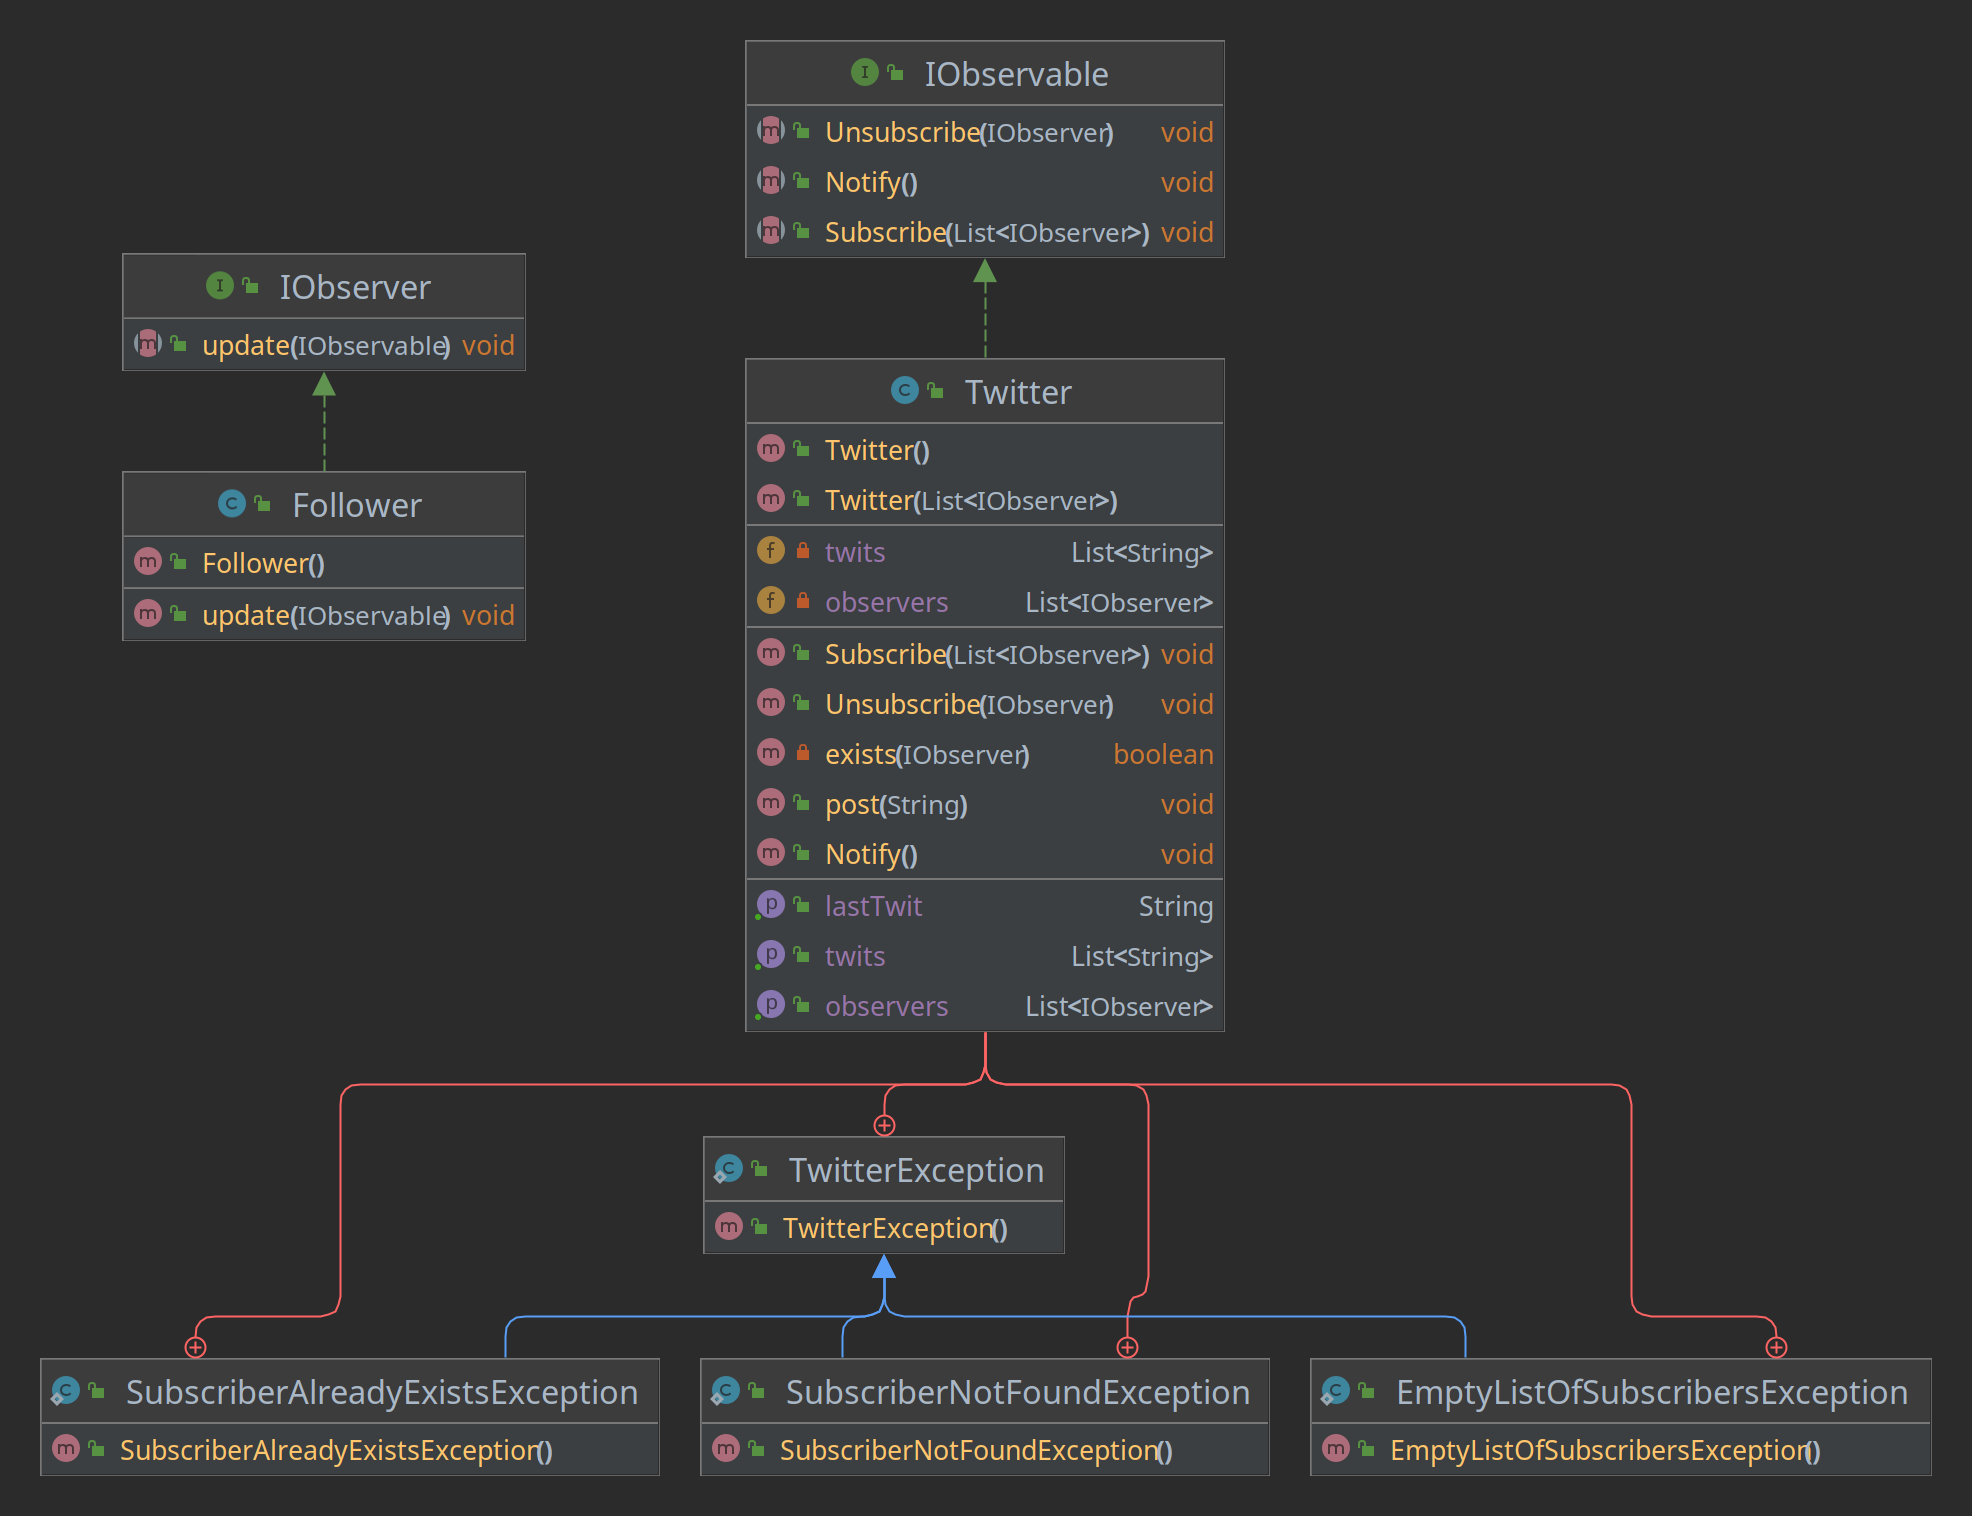 IObservable
Unsubscribe(IObserver) void
Notify() void
Subscribe(List<IObserver>) void
IObserver
update(IObservable) void
Follower
Follower()
update(IObservable) void
Twitter
Twitter()
Twitter(List<IObserver>)
twits List<String>
observers List<IObserver>
Subscribe(List<IObserver>) void
Unsubscribe(IObserver) void
exists(IObserver) boolean
post(String) void
Notify() void
lastTwit String
twits List<String>
observers List<IObserver>
TwitterException
TwitterException()
SubscriberAlreadyExistsException
SubscriberAlreadyExistsException()
SubscriberNotFoundException
SubscriberNotFoundException()
EmptyListOfSubscribersException
EmptyListOfSubscribersException()